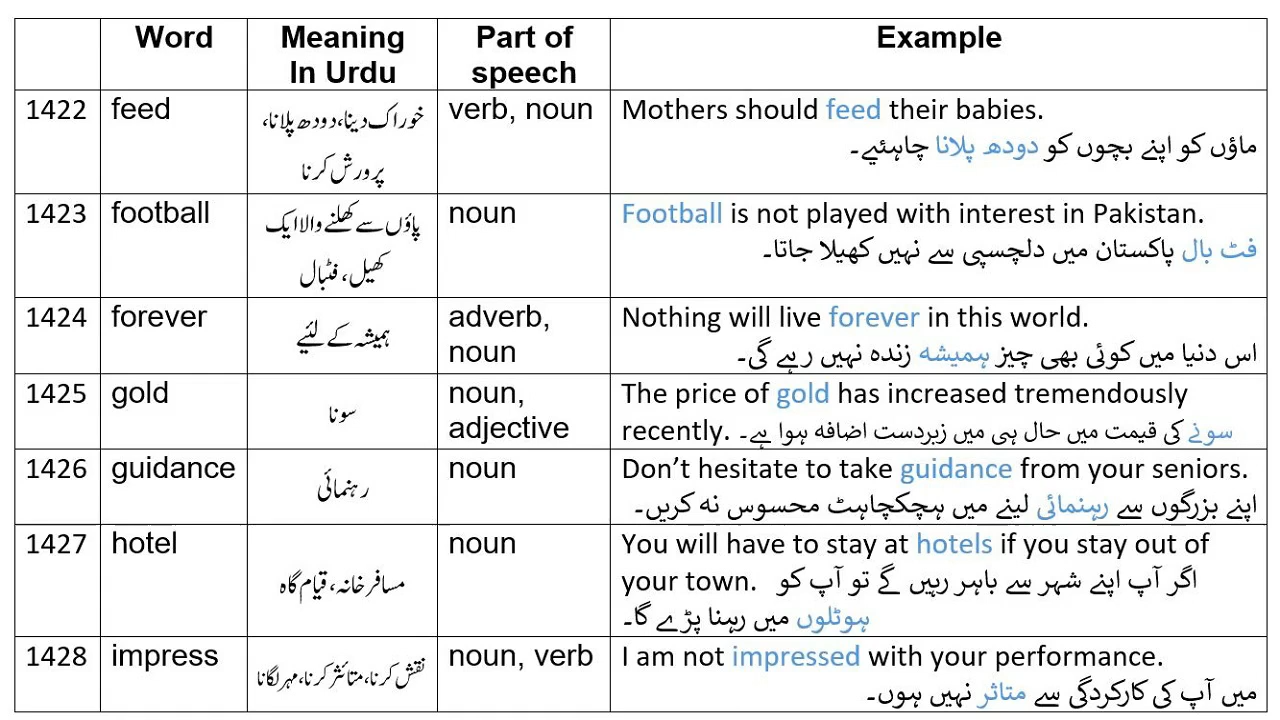 Word Meaning In Urdu Part of speech Example
1422 feed خوراک دینا، دودھ پلانا، verb, noun Mothers should feed their babies.
پرورش کرنا ماؤں کو اپنے بچوں کو دودھ پلانا چاہئیے۔
1423 football پاؤں سے کھلنے والا ایک noun Football is not played with interest in Pakistan.
کھیل، فٹبال فٹ بال پاکستان میں دلچسپی سے نہیں کھیلا جاتا۔
1424 forever ہمیشہ کے لئیے adverb, noun Nothing will live forever in this world.
اس دنیا میں کوئی بھی چیز ہمیشہ زندہ نہیں رہے گی۔
1425 gold سونا noun, adjective The price of gold has increased tremendously
recently. سونے کی قیمت میں حال ہی میں زبردست اضافہ ہوا ہے۔
1426 guidance رہنمائی noun Don't hesitate to take guidance from your seniors.
اپنے بزرگوں سے رہنمائی لینے میں ہچکچاہٹ محسوس نہ کریں۔
1427 hotel مسافر خانہ، قیام گاہ noun You will have to stay at hotels if you stay out of
your town. اگر آپ اپنے شہر سے باہر رہیں گے تو آپ کو
ہوٹلوں میں رہنا پڑے گا۔
1428 impress نقش کرنا، متائثر کرنا، مہر لگانا noun, verb I am not impressed with your performance.
میں آپ کی کارکردگی سے متاثر نہیں ہوں۔